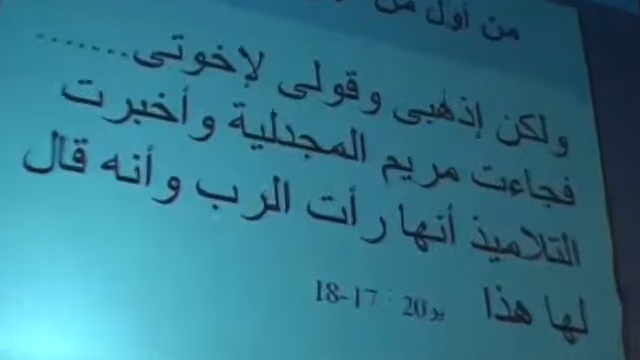 من أول من
ولكن إذهبى وقولى لإخوتى.......
فجاءت مريم المجدلية وأخبرت
التلاميذ أنها رأت الرب وأنه قال
لها هذا يو20: 17-18